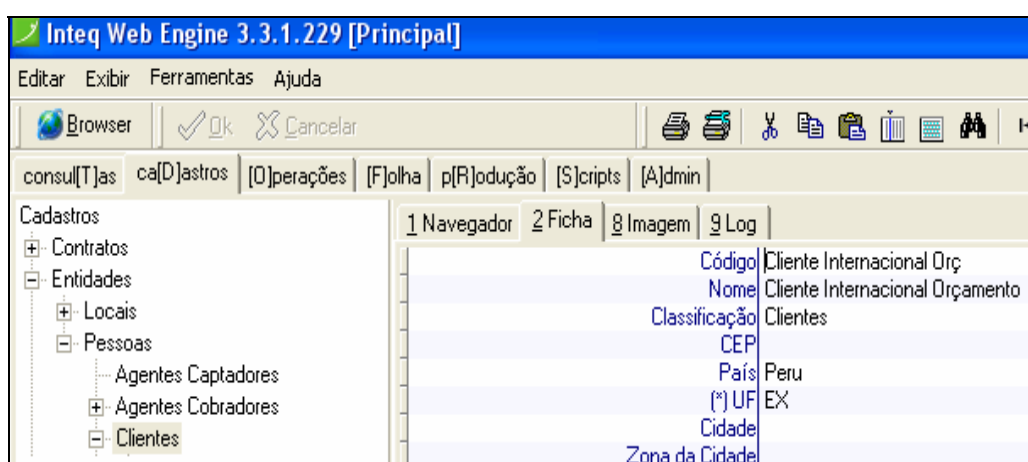 Inteq Web Engine 3.3.1.229 [Principal]
Editar Exibir Ferramentas Ajuda
Browser Ok Cancelar
consul[T]as ca[D]astros [O]perações [F]olha p[R]odução [S]cripts [A]dmin
Cadastros
Contratos
Entidades
Locais
Pessoas
Agentes Captadores
Agentes Cobradores
Clientes
1 Navegador 2 Ficha 8 Imagem 9 Log
Código Cliente Internacional Orç
Nome Cliente Internacional Orçamento
Classificação Clientes
CEP
País Peru
(*) UF EX
Cidade
Zona da Cidade